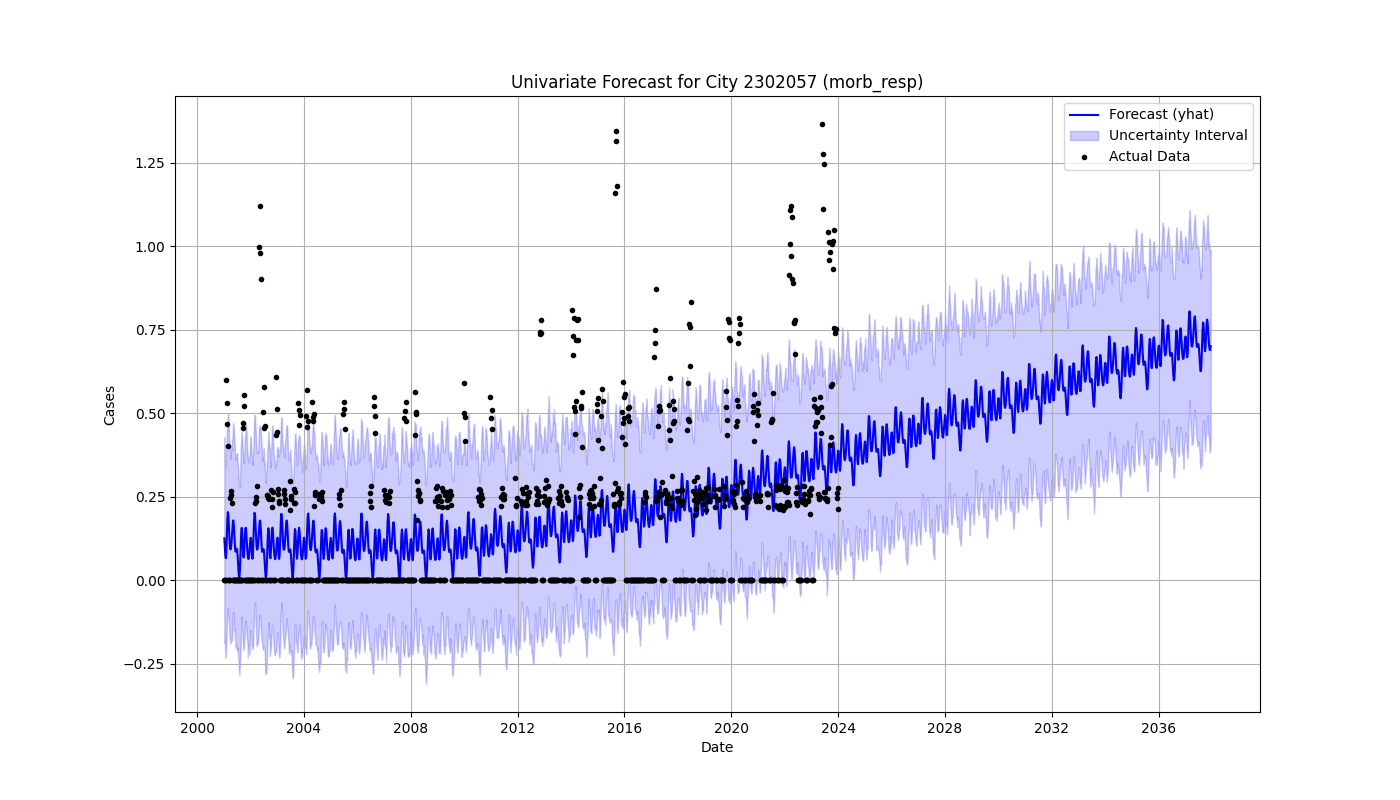 Univariate Forecast for City 2302057 (morb_resp)
Forecast (yhat)
Uncertainty Interval
Actual Data
Cases
1.25
1.00
0.75
0.50
0.25
0.00
−0.25
2000 2004 2008 2012 2016 2020 2024 2028 2032 2036
Date